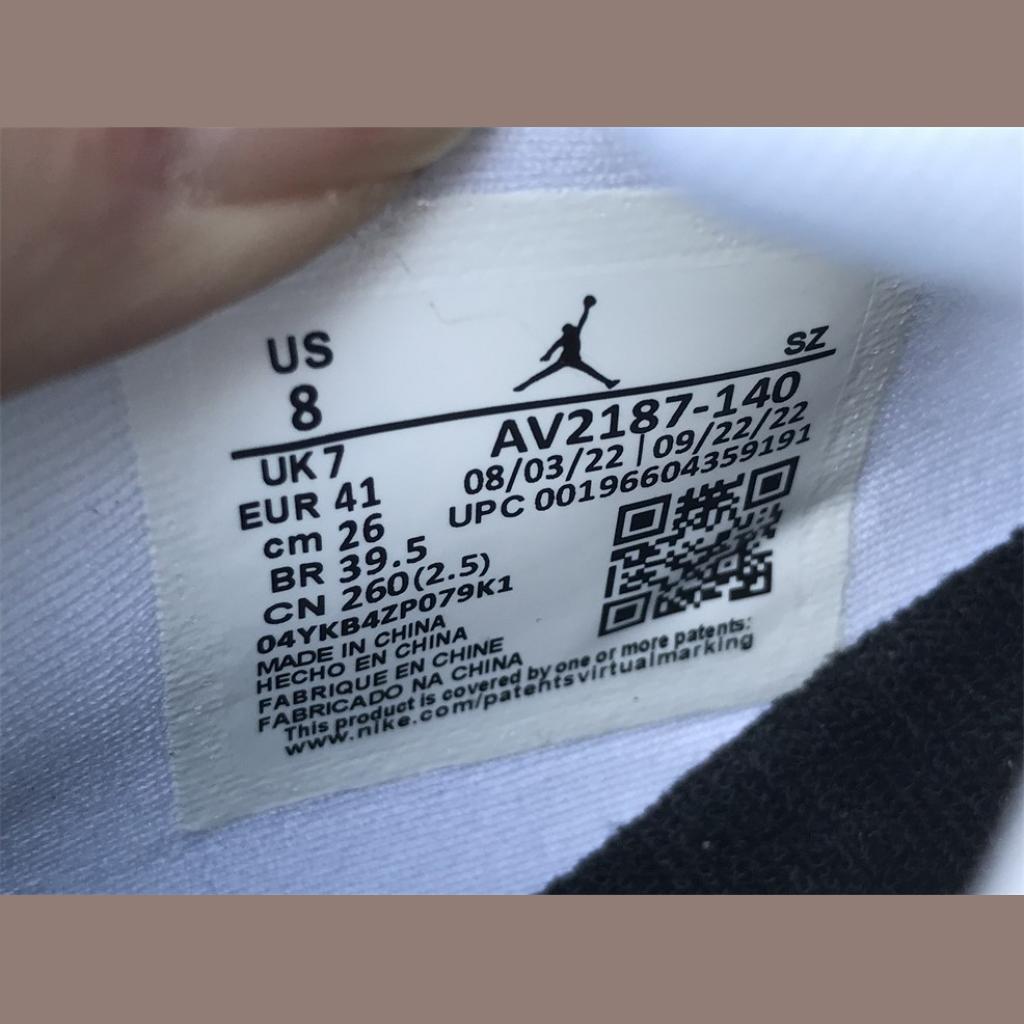 US
8
SZ
AV2187-140
08/03/22 | 09/22/22
UPC 00196604359191
UK 7
EUR 41
cm 26
BR 39.5
CN 260(2.5)
04YKB4ZP079K1
MADE IN CHINA
HECHO EN CHINA
FABRIQUE EN CHINE
FABRICADO NA CHINA
This product is covered by one or more patents:
www.nike.com/patentsvirtualmarking